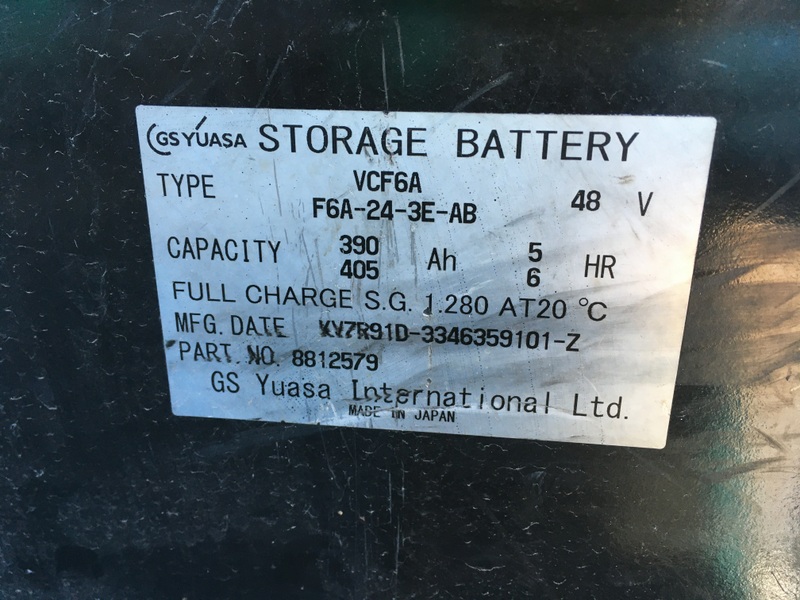 GS YUASA STORAGE BATTERY
TYPE VCF6A
F6A-24-3E-AB 48 V
CAPACITY 390 Ah 5 HR
405 6
FULL CHARGE S.G. 1.280 AT20 ℃
MFG. DATE KV7R91D-3346359101-Z
PART. NO. 8812579
GS Yuasa International Ltd.
MADE IN JAPAN